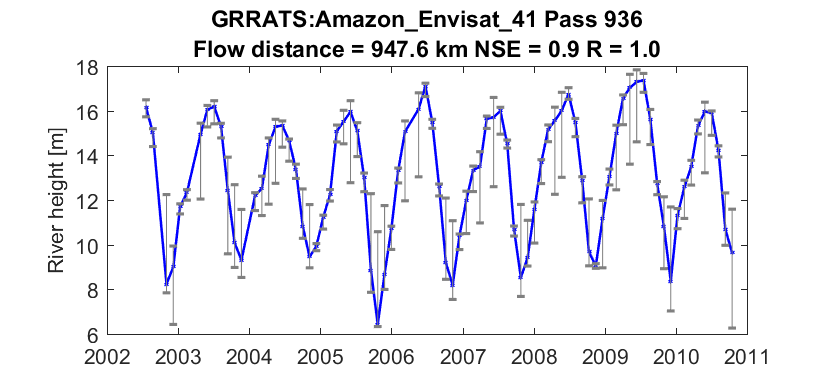 GRRATS:Amazon_Envisat_41 Pass 936
Flow distance = 947.6 km NSE = 0.9 R = 1.0
River height [m]
18
16
14
12
10
8
6
2002 2003 2004 2005 2006 2007 2008 2009 2010 2011